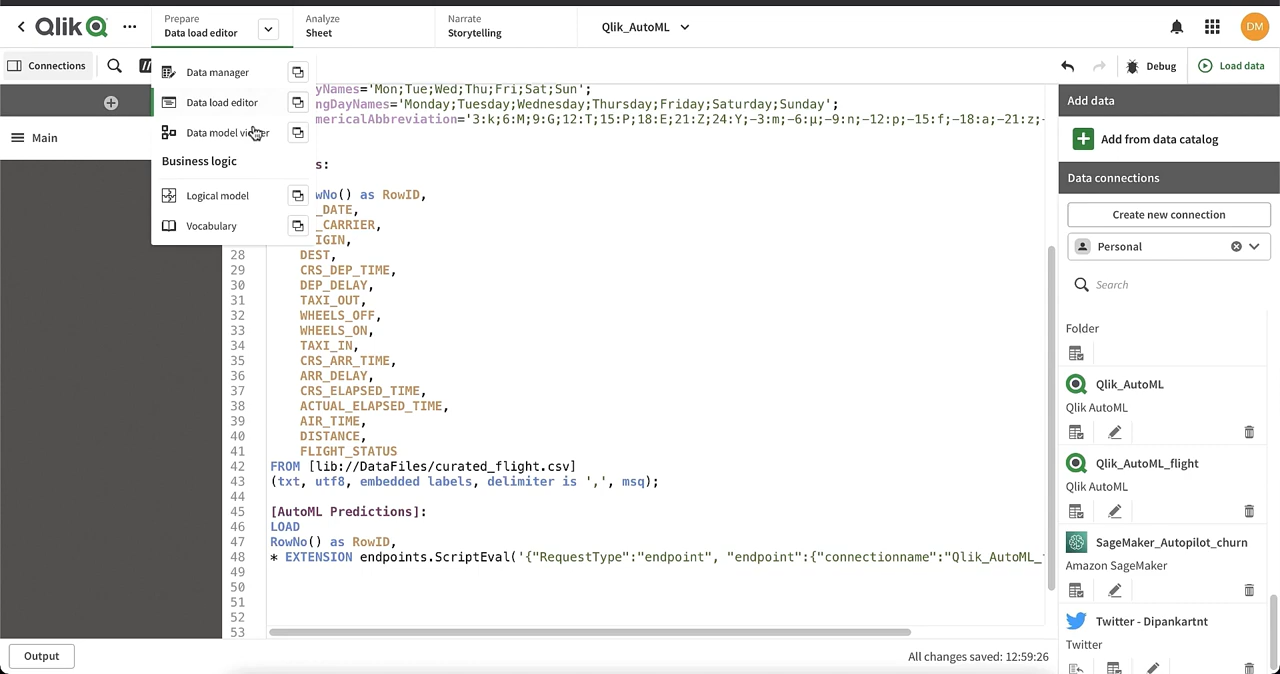 Qlik
Prepare
Data load editor
Analyze
Sheet
Narrate
Storytelling
Qlik_AutoML
DM
Connections
//
Debug
Load data
Data manager
Data load editor
Data model viewer
Business logic
Logical model
Vocabulary
Main
yNames='Mon;Tue;Wed;Thu;Fri;Sat;Sun';
ngDayNames='Monday;Tuesday;Wednesday;Thursday;Friday;Saturday;Sunday';
mericalAbbreviation='3:k;6:M;9:G;12:T;15:P;18:E;21:Z;24:Y;-3:m;-6:μ;-9:n;-12:p;-15:f;-18:a;-21:z;-
s:
wNo() as RowID,
_DATE,
_CARRIER,
IGIN,
28 DEST,
29 CRS_DEP_TIME,
30 DEP_DELAY,
31 TAXI_OUT,
32 WHEELS_OFF,
33 WHEELS_ON,
34 TAXI_IN,
35 CRS_ARR_TIME,
36 ARR_DELAY,
37 CRS_ELAPSED_TIME,
38 ACTUAL_ELAPSED_TIME,
39 AIR_TIME,
40 DISTANCE,
41 FLIGHT_STATUS
42 FROM [lib://DataFiles/curated_flight.csv]
43 (txt, utf8, embedded labels, delimiter is ',', msq);
44
45 [AutoML Predictions]:
46 LOAD
47 RowNo() as RowID,
48 * EXTENSION endpoints.ScriptEval('{"RequestType":"endpoint", "endpoint":{"connectionname":"Qlik_AutoML_
49
50
51
52
53
Add data
Add from data catalog
Data connections
Create new connection
Personal
Search
Folder
Qlik_AutoML
Qlik AutoML
Qlik_AutoML_flight
Qlik AutoML
SageMaker_Autopilot_churn
Amazon SageMaker
Twitter - Dipankartnt
Twitter
Output
All changes saved: 12:59:26